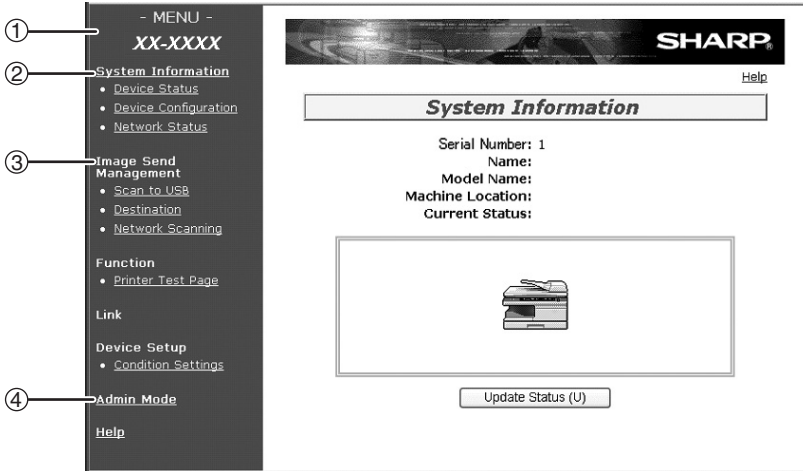 ①
- MENU -
XX-XXXX
②
System Information
• Device Status
• Device Configuration
• Network Status
③
Image Send
Management
• Scan to USB
• Destination
• Network Scanning
Function
• Printer Test Page
Link
Device Setup
• Condition Settings
④
Admin Mode
Help
SHARP®
Help
System Information
Serial Number: 1
Name:
Model Name:
Machine Location:
Current Status:
Update Status (U)